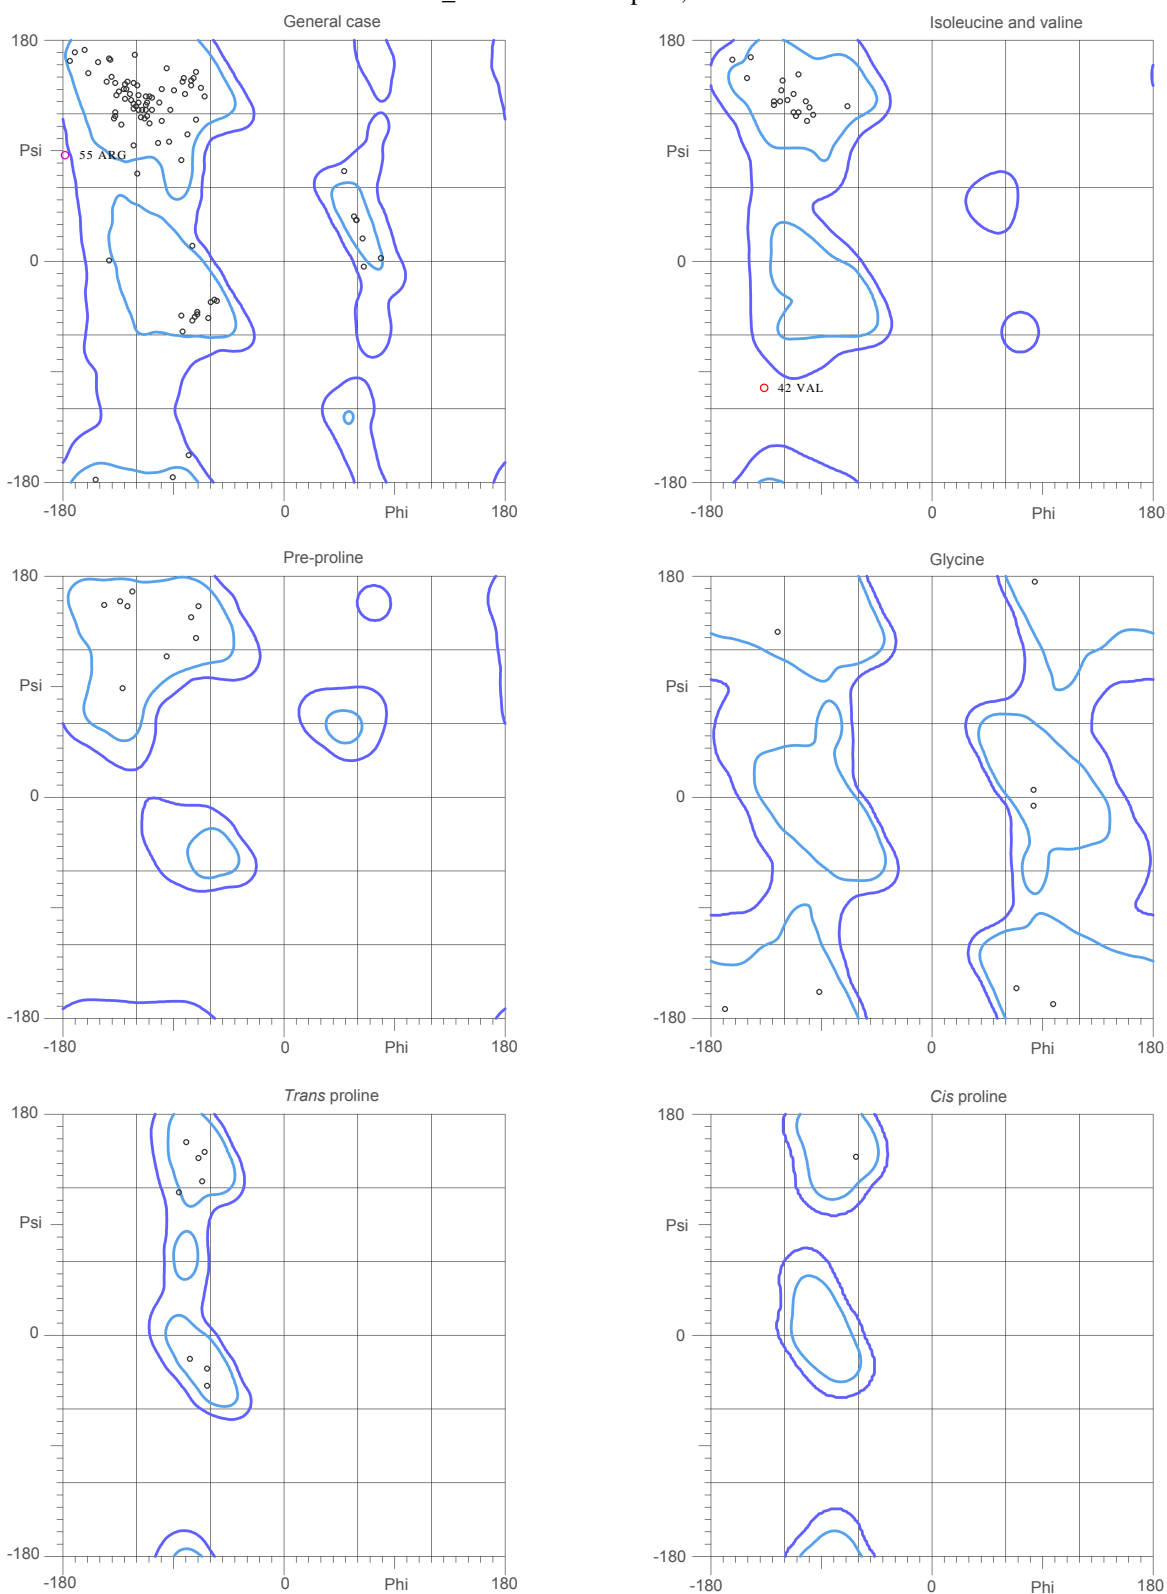 General case
Isoleucine and valine
180
180
Psi
55 ARG
Psi
0
0
42 VAL
-180
-180
-180
0
Phi
180
-180
0
Phi
180
Pre-proline
Glycine
180
180
Psi
Psi
0
0
-180
-180
-180
0
Phi
180
-180
0
Phi
180
Trans proline
Cis proline
180
180
Psi
Psi
0
0
-180
-180
-180
0
Phi
180
-180
0
Phi
180